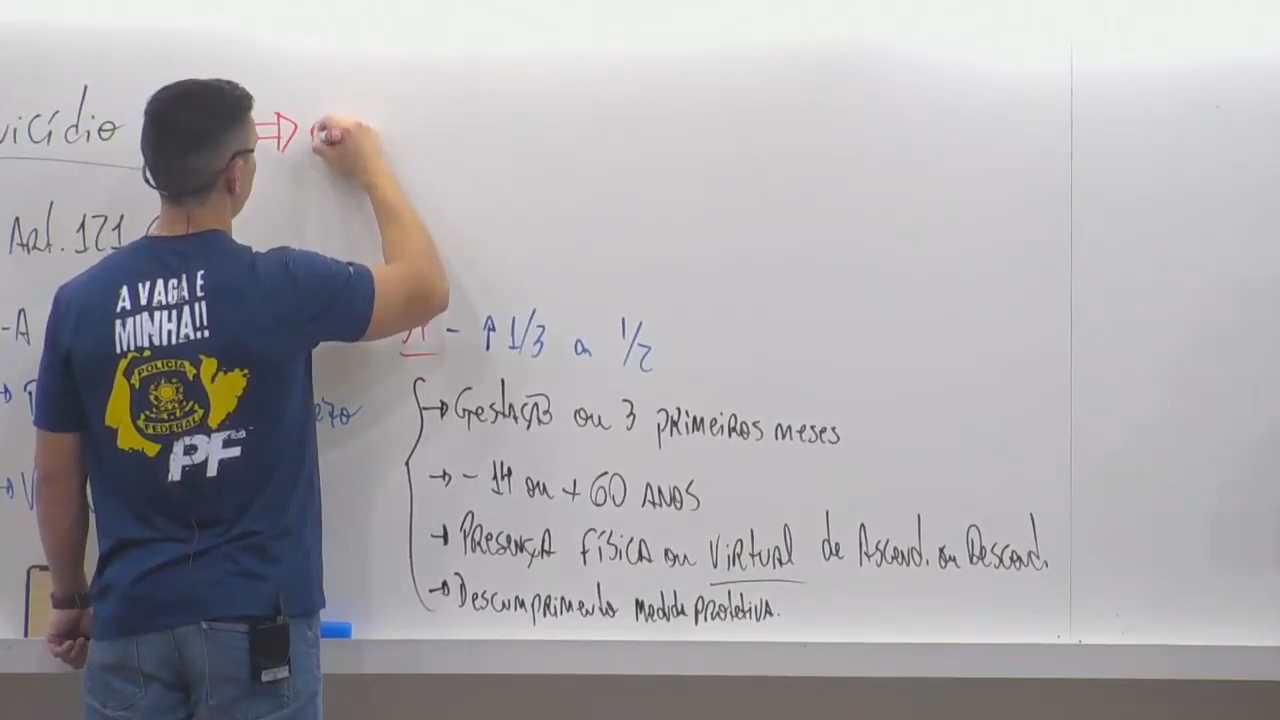 vicídio
Art. 121
-A
↑ 1/3 a 1/2
→ Gestação ou 3 primeiros meses
→ - 14 ou + 60 ANOS
→ Presença física ou virtual de Ascend. ou Descend.
→ Descumprimento medida protetiva.
A VAGA E
MINHA!!
POLÍCIA
FEDERAL
PF